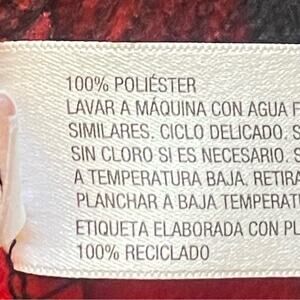 100% POLIÉSTER
LAVAR A MÁQUINA CON AGUA
SIMILARES. CICLO DELICADO.
SIN CLORO SI ES NECESARIO.
A TEMPERATURA BAJA.
PLANCHAR A BAJA
ETIQUETA ELABORADA CON
100% RECICLADO